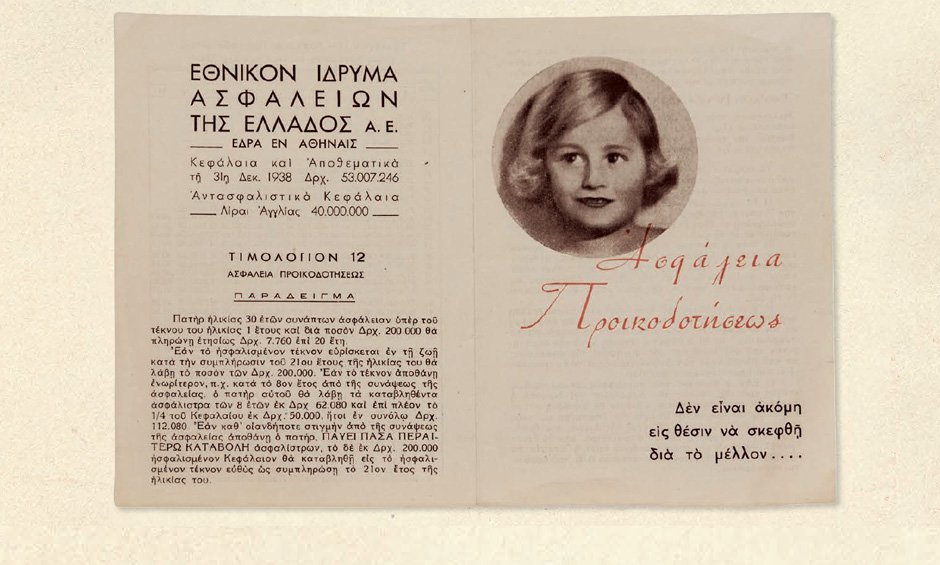 ΕΘΝΙΚΟΝ ΙΔΡΥΜΑ
ΑΣΦΑΛΕΙΩΝ
ΤΗΣ ΕΛΛΑΔΟΣ Α. Ε.
ΕΔΡΑ ΕΝ ΑΘΗΝΑΙΣ
Κεφάλαια καὶ Ἀποθεματικὰ
τῇ 31ῃ Δεκ. 1938 Δρχ. 53.007.246
Ἀντασφαλιστικὰ Κεφάλαια
Λίραι Ἀγγλίας 40.000.000
ΤΙΜΟΛΟΓΙΟΝ 12
ΑΣΦΑΛΕΙΑ ΠΡΟΙΚΟΔΟΤΗΣΕΩΣ
ΠΑΡΑΔΕΙΓΜΑ
Πατὴρ ἡλικίας 30 ἐτῶν συνάπτων ἀσφάλειαν ὑπὲρ τοῦ
τέκνου του ἡλικίας 1 ἔτους καὶ διὰ ποσὸν Δρχ. 200.000 θὰ
πληρώνῃ ἐτησίως Δρχ. 7.760 ἐπὶ 20 ἔτη.
Ἐὰν τὸ ἠσφαλισμένον τέκνον εὑρίσκεται ἐν τῇ ζωῇ
κατὰ τὴν συμπλήρωσιν τοῦ 21ου ἔτους τῆς ἡλικίας του θὰ
λάβῃ τὸ ποσὸν τῶν Δρχ. 200.000. Ἐὰν τὸ τέκνον ἀποθάνῃ
ἐνωρίτερον, π.χ. κατὰ τὸ 8ον ἔτος ἀπὸ τῆς συνάψεως τῆς
ἀσφαλείας, ὁ πατὴρ αὐτοῦ θὰ λάβῃ τὰ καταβληθέντα
ἀσφάλιστρα τῶν 8 ἐτῶν ἐκ Δρχ 62.080 καὶ ἐπὶ πλέον τὸ
1/4 τοῦ Κεφαλαίου ἐκ Δρχ. 50.000, ἤτοι ἐν συνόλῳ Δρχ.
112.080 Ἐὰν καθ' οἱανδήποτε στιγμὴν ἀπὸ τῆς συνάψεως
τῆς ἀσφαλείας ἀποθάνῃ ὁ πατήρ, ΠΑΥΕΙ ΠΑΣΑ ΠΕΡΑΙ-
ΤΕΡΩ ΚΑΤΑΒΟΛΗ ἀσφαλίστρων, τὸ δὲ ἐκ Δρχ. 200.000
ἠσφαλισμένον Κεφάλαιον θὰ καταβληθῇ εἰς τὸ ἠσφαλι-
σμένον τέκνον εὐθὺς ὡς συμπληρώσῃ τὸ 21ον ἔτος τῆς
ἡλικίας του.
Ἀσφάλεια
Προικοδοτήσεως
Δὲν εἶναι ἀκόμη
εἰς θέσιν νὰ σκεφθῇ
διὰ τὸ μέλλον....